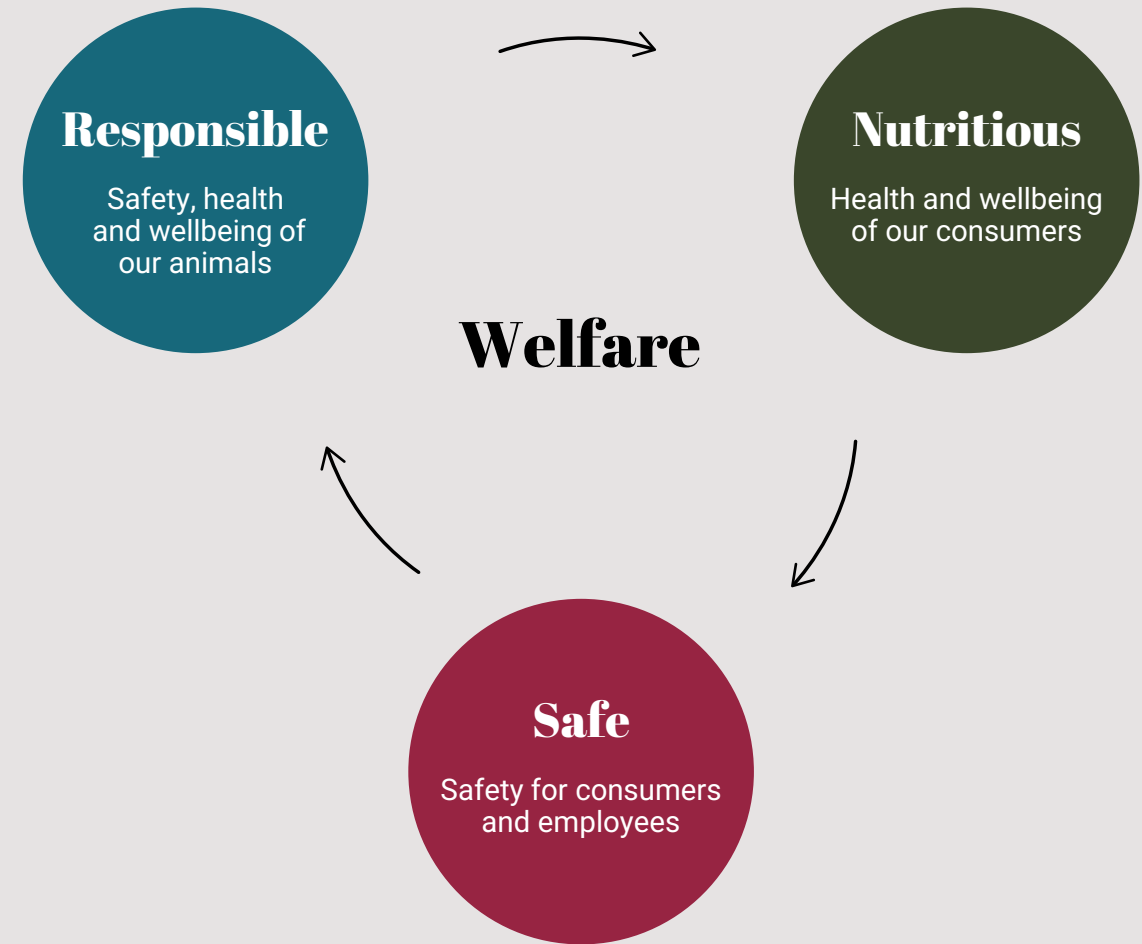 Responsible
Safety, health
and wellbeing of
our animals
Nutritious
Health and wellbeing
of our consumers
Welfare
Safe
Safety for consumers
and employees